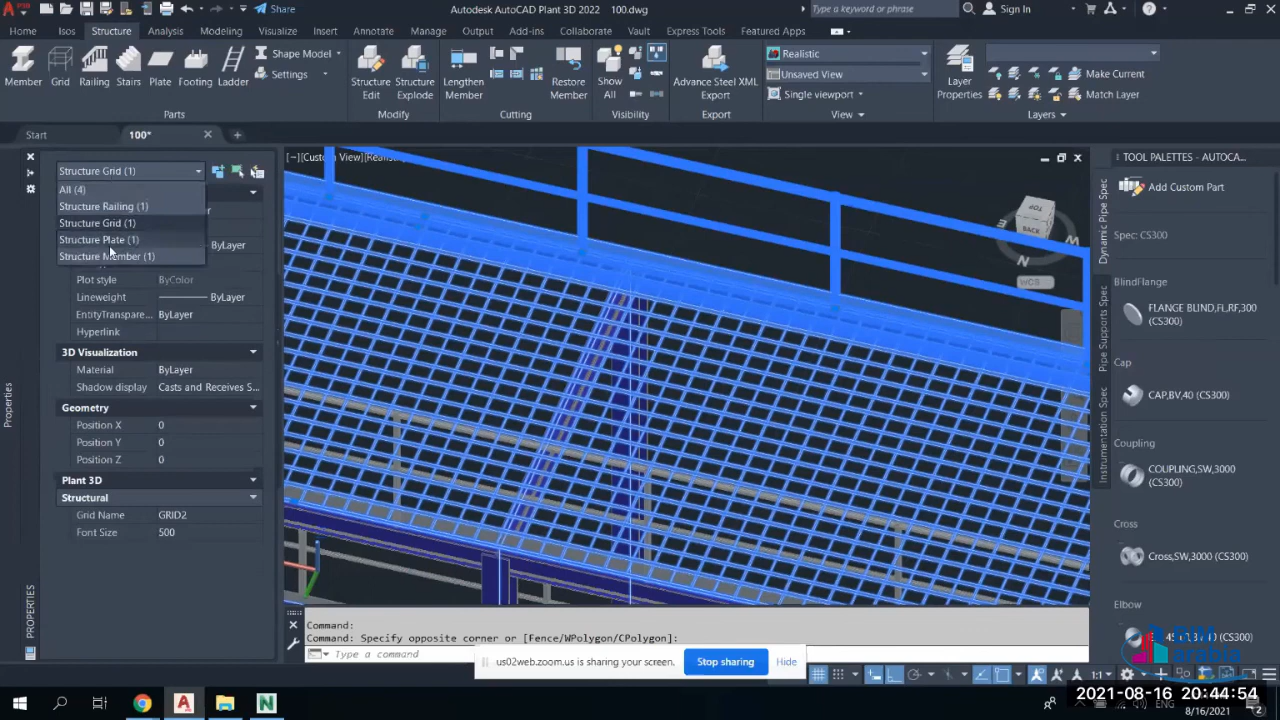 Share
Autodesk AutoCAD Plant 3D 2022 100.dwg
Type a keyword or phrase
Sign In
Home Isos Structure Analysis Modeling Visualize Insert Annotate Manage Output Add-ins Collaborate Vault Express Tools Featured Apps
Member Grid Railing Stairs Plate Footing Ladder
Shape Model
Settings
Structure Edit
Structure Explode
Lengthen Member
Restore Member
Show All
Advance Steel XML Export
Realistic
Unsaved View
Single viewport
Layer Properties
Make Current
Match Layer
Parts Modify Cutting Visibility Export View Layers
Start 100*
Structure Grid (1)
All (4)
Structure Railing (1)
Structure Grid (1)
Structure Plate (1)
Structure Member (1)
ByLayer
Plot style ByColor
Lineweight ByLayer
EntityTranspare... ByLayer
Hyperlink
3D Visualization
Material ByLayer
Shadow display Casts and Receives S...
Geometry
Position X 0
Position Y 0
Position Z 0
Plant 3D
Structural
Grid Name GRID2
Font Size 500
Properties
PROPERTIES
[−][Custom View][Realis
TOP
E
N
W
WCS
TOOL PALETTES - AUTOCA...
Dynamic Pipe Spec
Pipe Supports Spec
Instrumentation Spec
Add Custom Part
Spec: CS300
BlindFlange
FLANGE BLIND,FL,RF,300
(CS300)
Cap
CAP,BV,40 (CS300)
Coupling
COUPLING,SW,3000
(CS300)
Cross
Cross,SW,3000 (CS300)
Elbow
Command:
Command: Specify opposite corner or [Fence/WPolygon/CPolygon]:
Type a command
us02web.zoom.us is sharing your screen.
Stop sharing
Hide
1:1
2021-08-16 20:44:54
ENG
8/16/2021
2